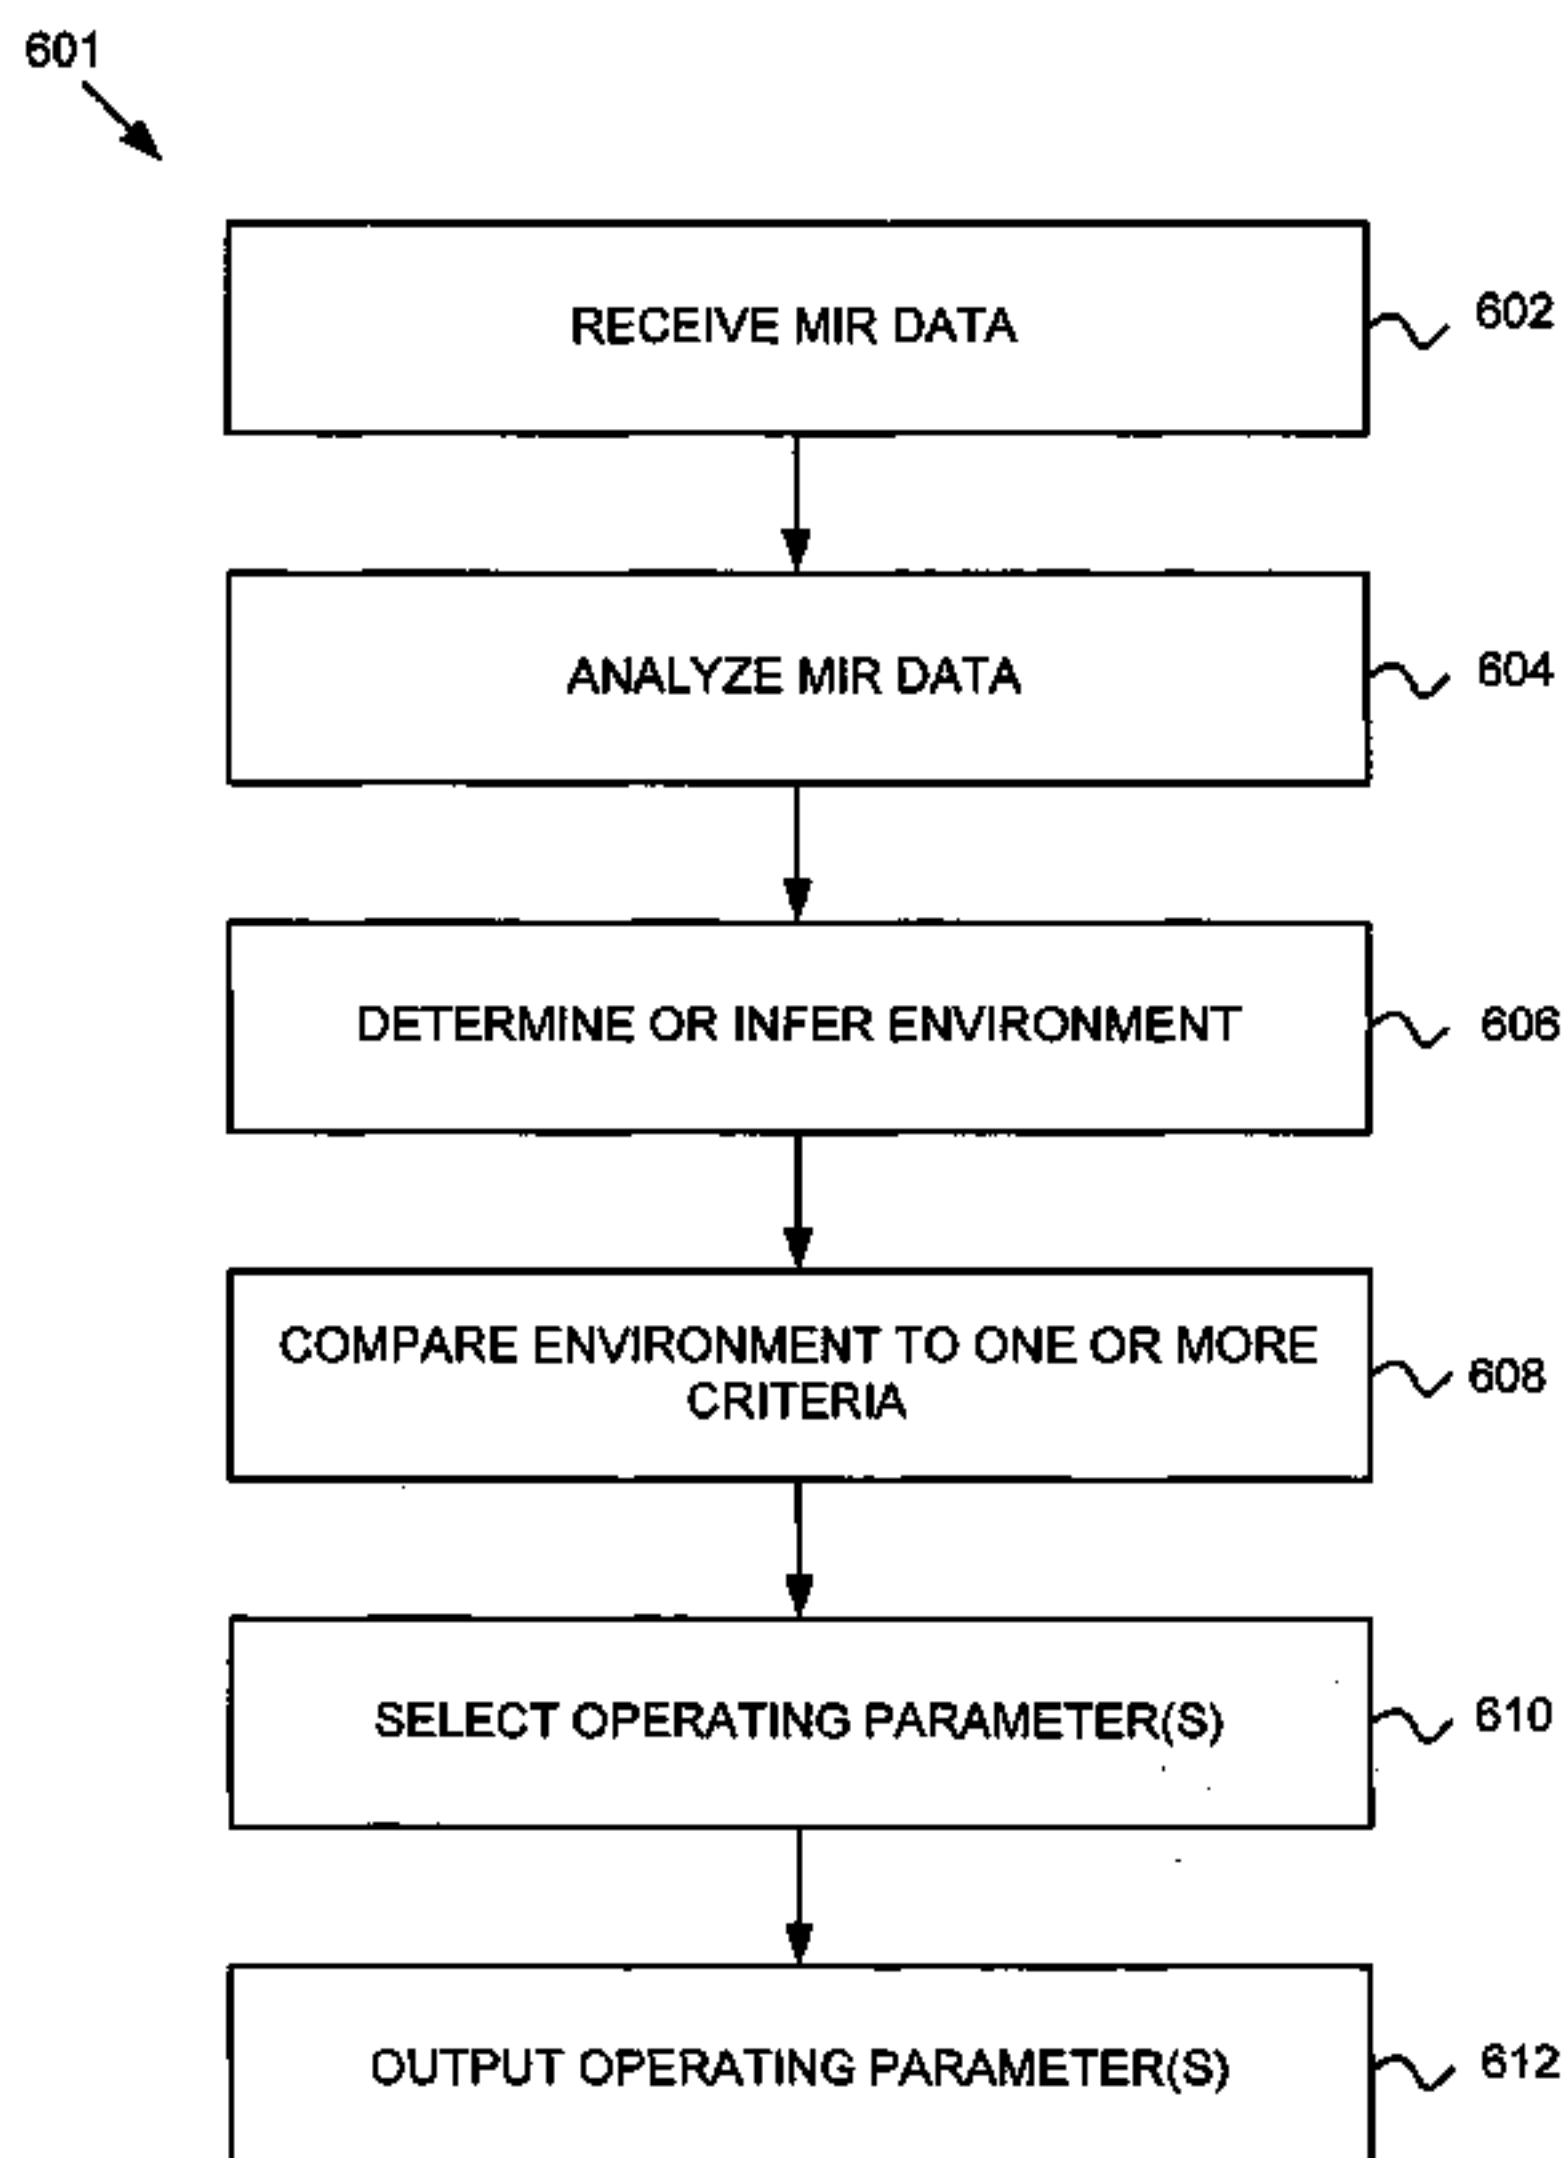 601
RECEIVE MIR DATA
602
ANALYZE MIR DATA
604
DETERMINE OR INFER ENVIRONMENT
606
COMPARE ENVIRONMENT TO ONE OR MORE
CRITERIA
608
SELECT OPERATING PARAMETER(S)
610
OUTPUT OPERATING PARAMETER(S)
612